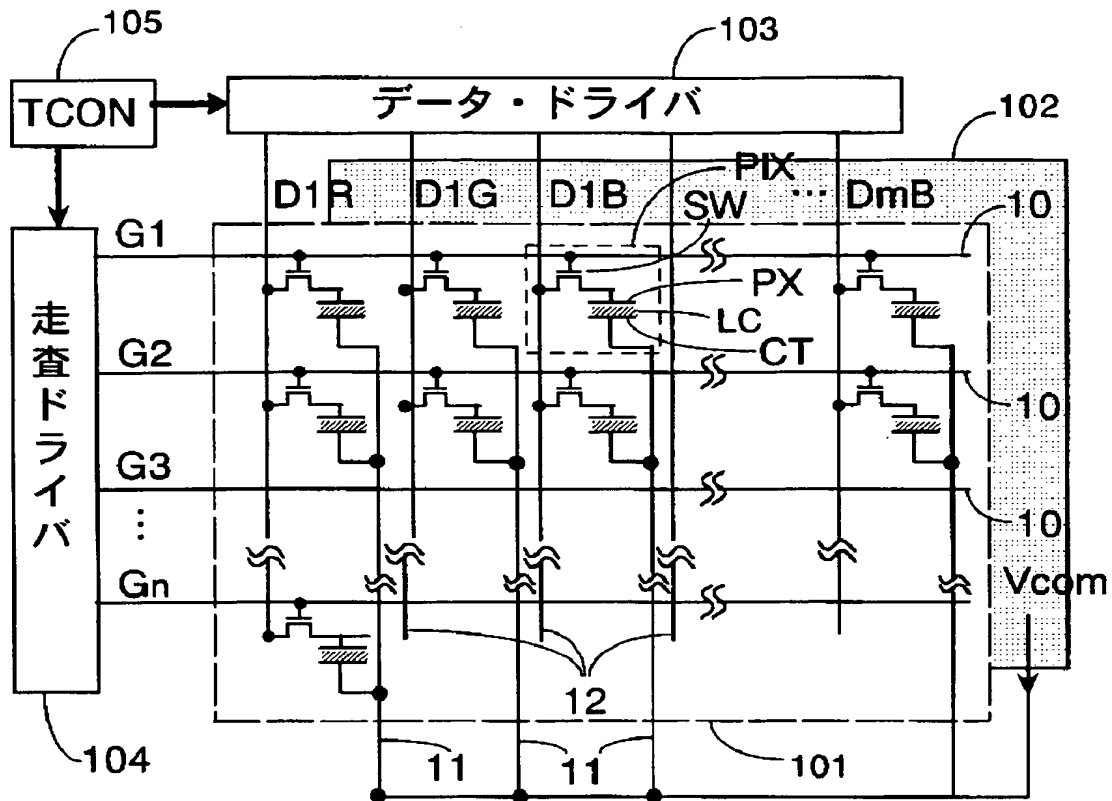 105
103
TCON
データ・ドライバ
102
PIX
D1R
D1G
D1B
… DmB
SW
G1
10
PX
LC
CT
G2
10
走査ドライバ
G3
10
⋮
Gn
Vcom
12
104
11
11
101